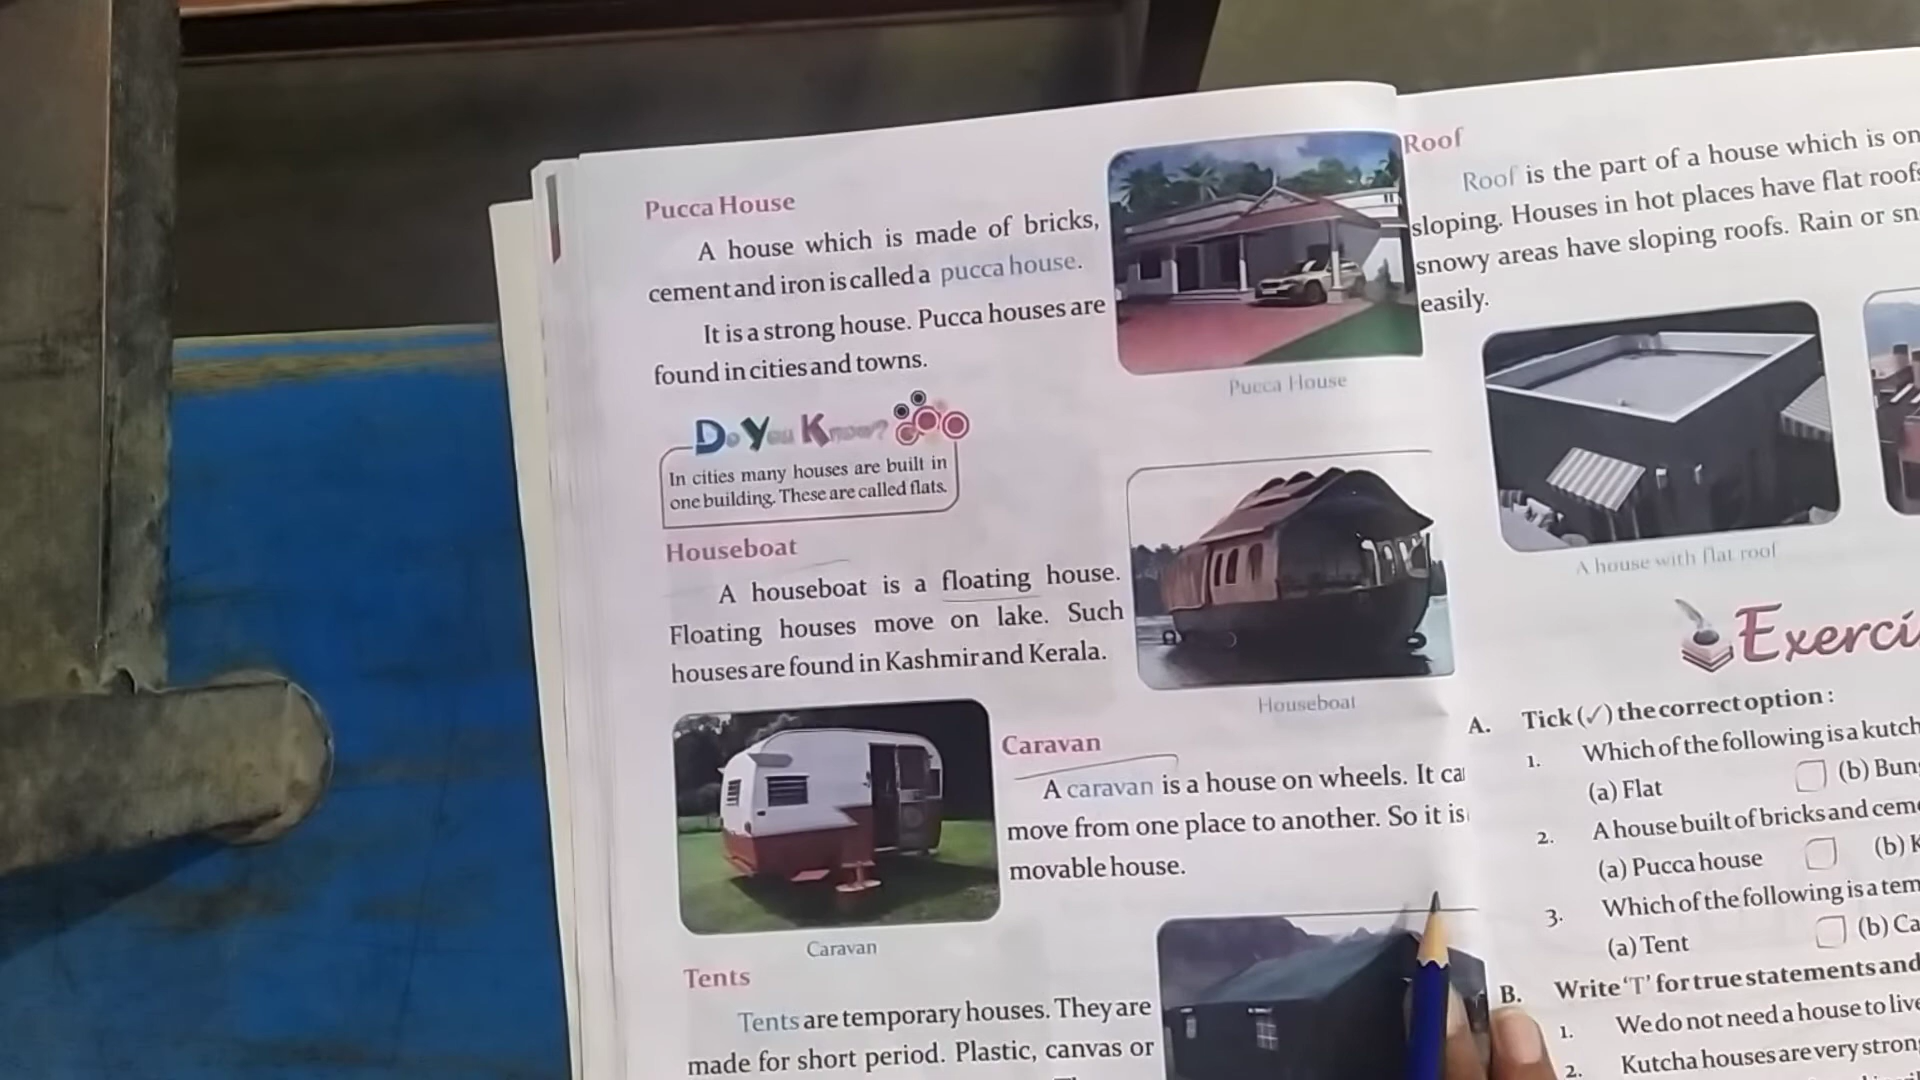 Pucca House
A house which is made of bricks,
cement and iron is called a pucca house.
It is a strong house. Pucca houses are
found in cities and towns.
Pucca House
Do You Know?
In cities many houses are built in
one building. These are called flats.
Houseboat
A houseboat is a floating house.
Floating houses move on lake. Such
houses are found in Kashmir and Kerala.
Houseboat
Caravan
A caravan is a house on wheels. It
move from one place to another. So it is
movable house.
Caravan
Tents
Tents are temporary houses. They are
made for short period. Plastic, canvas or
Roof
Roof is the part of a house which is on
sloping. Houses in hot places have flat roofs
snowy areas have sloping roofs. Rain or
easily.
A house with flat roof
A. Tick (✓) the correct option :
1. Which of the following is a
(a) Flat (b)
2. A house built of bricks and
(a) Pucca house (b)
3. Which of the following is a
(a) Tent (b)
B. Write 'T' for true statements and
1. We do not need a house to
2. Kutcha houses are very